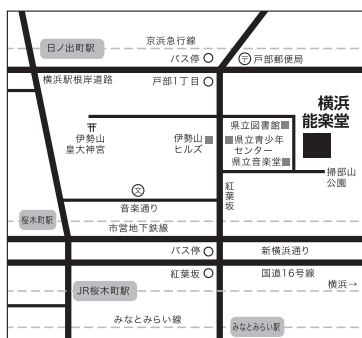 京浜急行線
日ノ出町駅
バス停
〒戸部郵便局
横浜駅根岸道路
戸部1丁目
横浜
能楽堂
県立図書館
伊勢山
皇大神宮
伊勢山
ヒルズ
県立青少年
センター
県立音楽堂
掃部山
公園
文
紅葉坂
音楽通り
桜木町駅
市営地下鉄線
バス停
新横浜通り
紅葉坂
国道16号線
横浜→
JR桜木町駅
みなとみらい線
みなとみらい駅